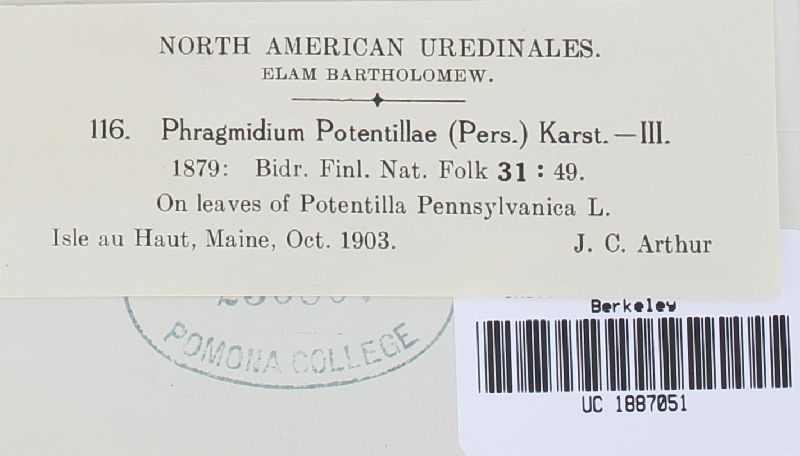 NORTH AMERICAN UREDINALES.
ELAM BARTHOLOMEW.
116. Phragmidium Potentillae (Pers.) Karst.—III.
1879: Bidr. Finl. Nat. Folk 31 : 49.
On leaves of Potentilla Pennsylvanica L.
Isle au Haut, Maine, Oct. 1903. J. C. Arthur
POMONA COLLEGE
Berkeley
UC 1887051